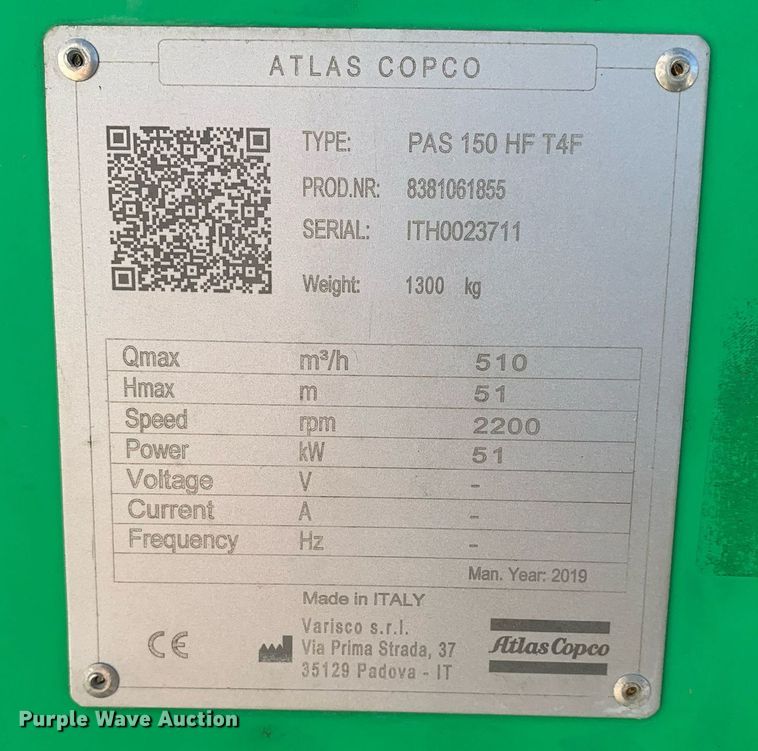 ATLAS COPCO
TYPE: PAS 150 HF T4F
PROD.NR: 8381061855
SERIAL: ITH0023711
Weight: 1300 kg
Qmax m³/h 510
Hmax m 51
Speed rpm 2200
Power kW 51
Voltage V -
Current A -
Frequency Hz -
Man. Year: 2019
Made in ITALY
Varisco s.r.l.
Via Prima Strada, 37
35129 Padova - IT
CE
Atlas Copco
Purple Wave Auction